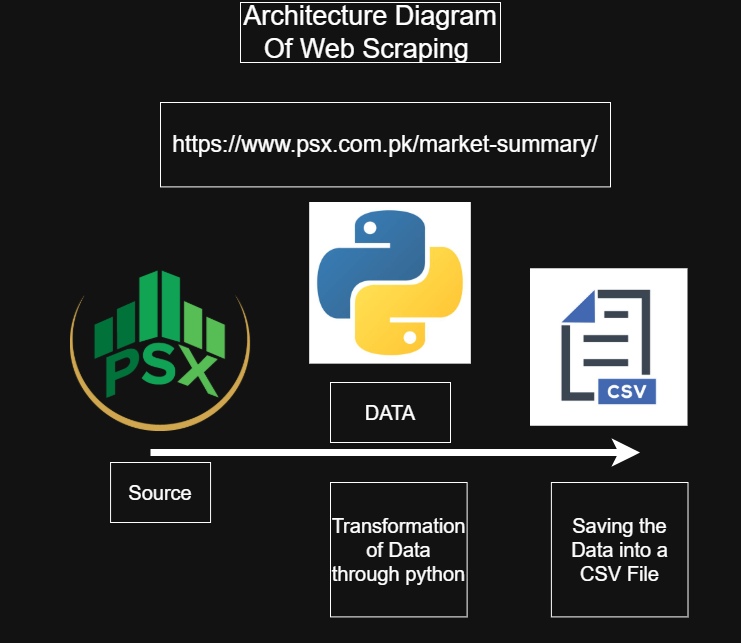 Architecture Diagram
Of Web Scraping
https://www.psx.com.pk/market-summary/
PSX
CSV
DATA
Source
Transformation
of Data
through python
Saving the
Data into a
CSV File